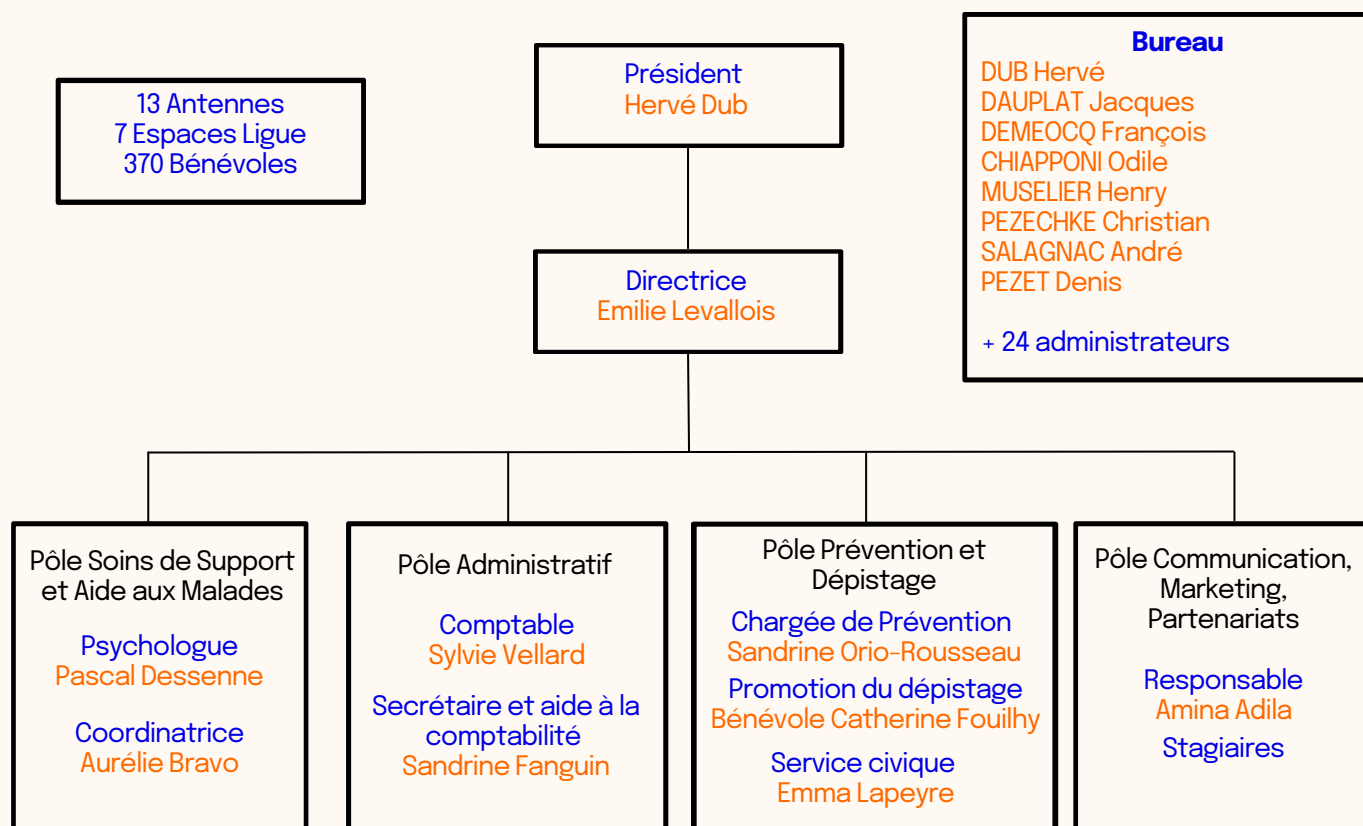 13 Antennes
7 Espaces Ligue
370 Bénévoles
Président
Hervé Dub
Bureau
DUB Hervé
DAUPLAT Jacques
DEMEOCQ François
CHIAPPONI Odile
MUSELIER Henry
PEZECHKE Christian
SALAGNAC André
PEZET Denis
+ 24 administrateurs
Directrice
Emilie Levallois
Pôle Soins de Support
et Aide aux Malades
Psychologue
Pascal Dessenne
Coordinatrice
Aurélie Bravo
Pôle Administratif
Comptable
Sylvie Vellard
Secrétaire et aide à la
comptabilité
Sandrine Fanguin
Pôle Prévention et
Dépistage
Chargée de Prévention
Sandrine Orio-Rousseau
Promotion du dépistage
Bénévole Catherine Fouilhy
Service civique
Emma Lapeyre
Pôle Communication,
Marketing,
Partenariats
Responsable
Amina Adila
Stagiaires